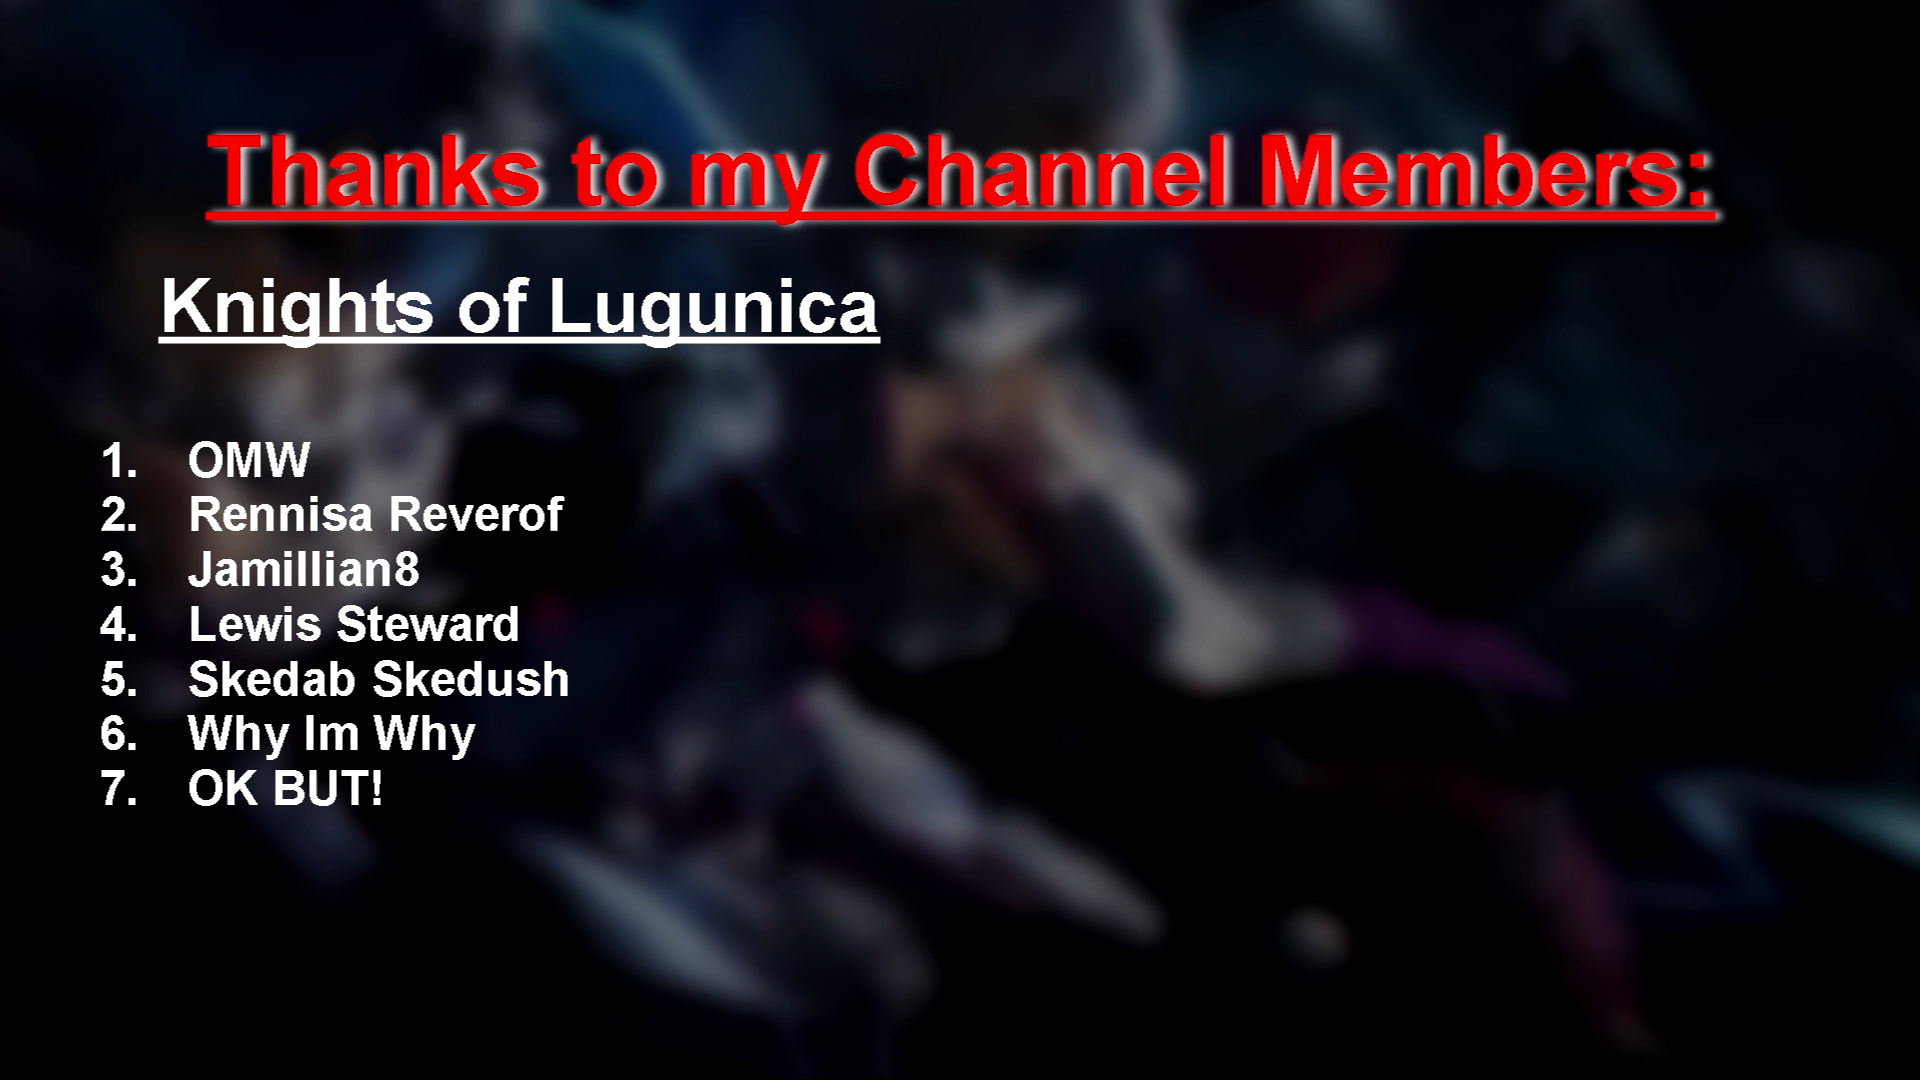 Thanks to my Channel Members:
Knights of Lugunica
1. OMW
2. Rennisa Reverof
3. Jamillian8
4. Lewis Steward
5. Skedab Skedush
6. Why Im Why
7. OK BUT!